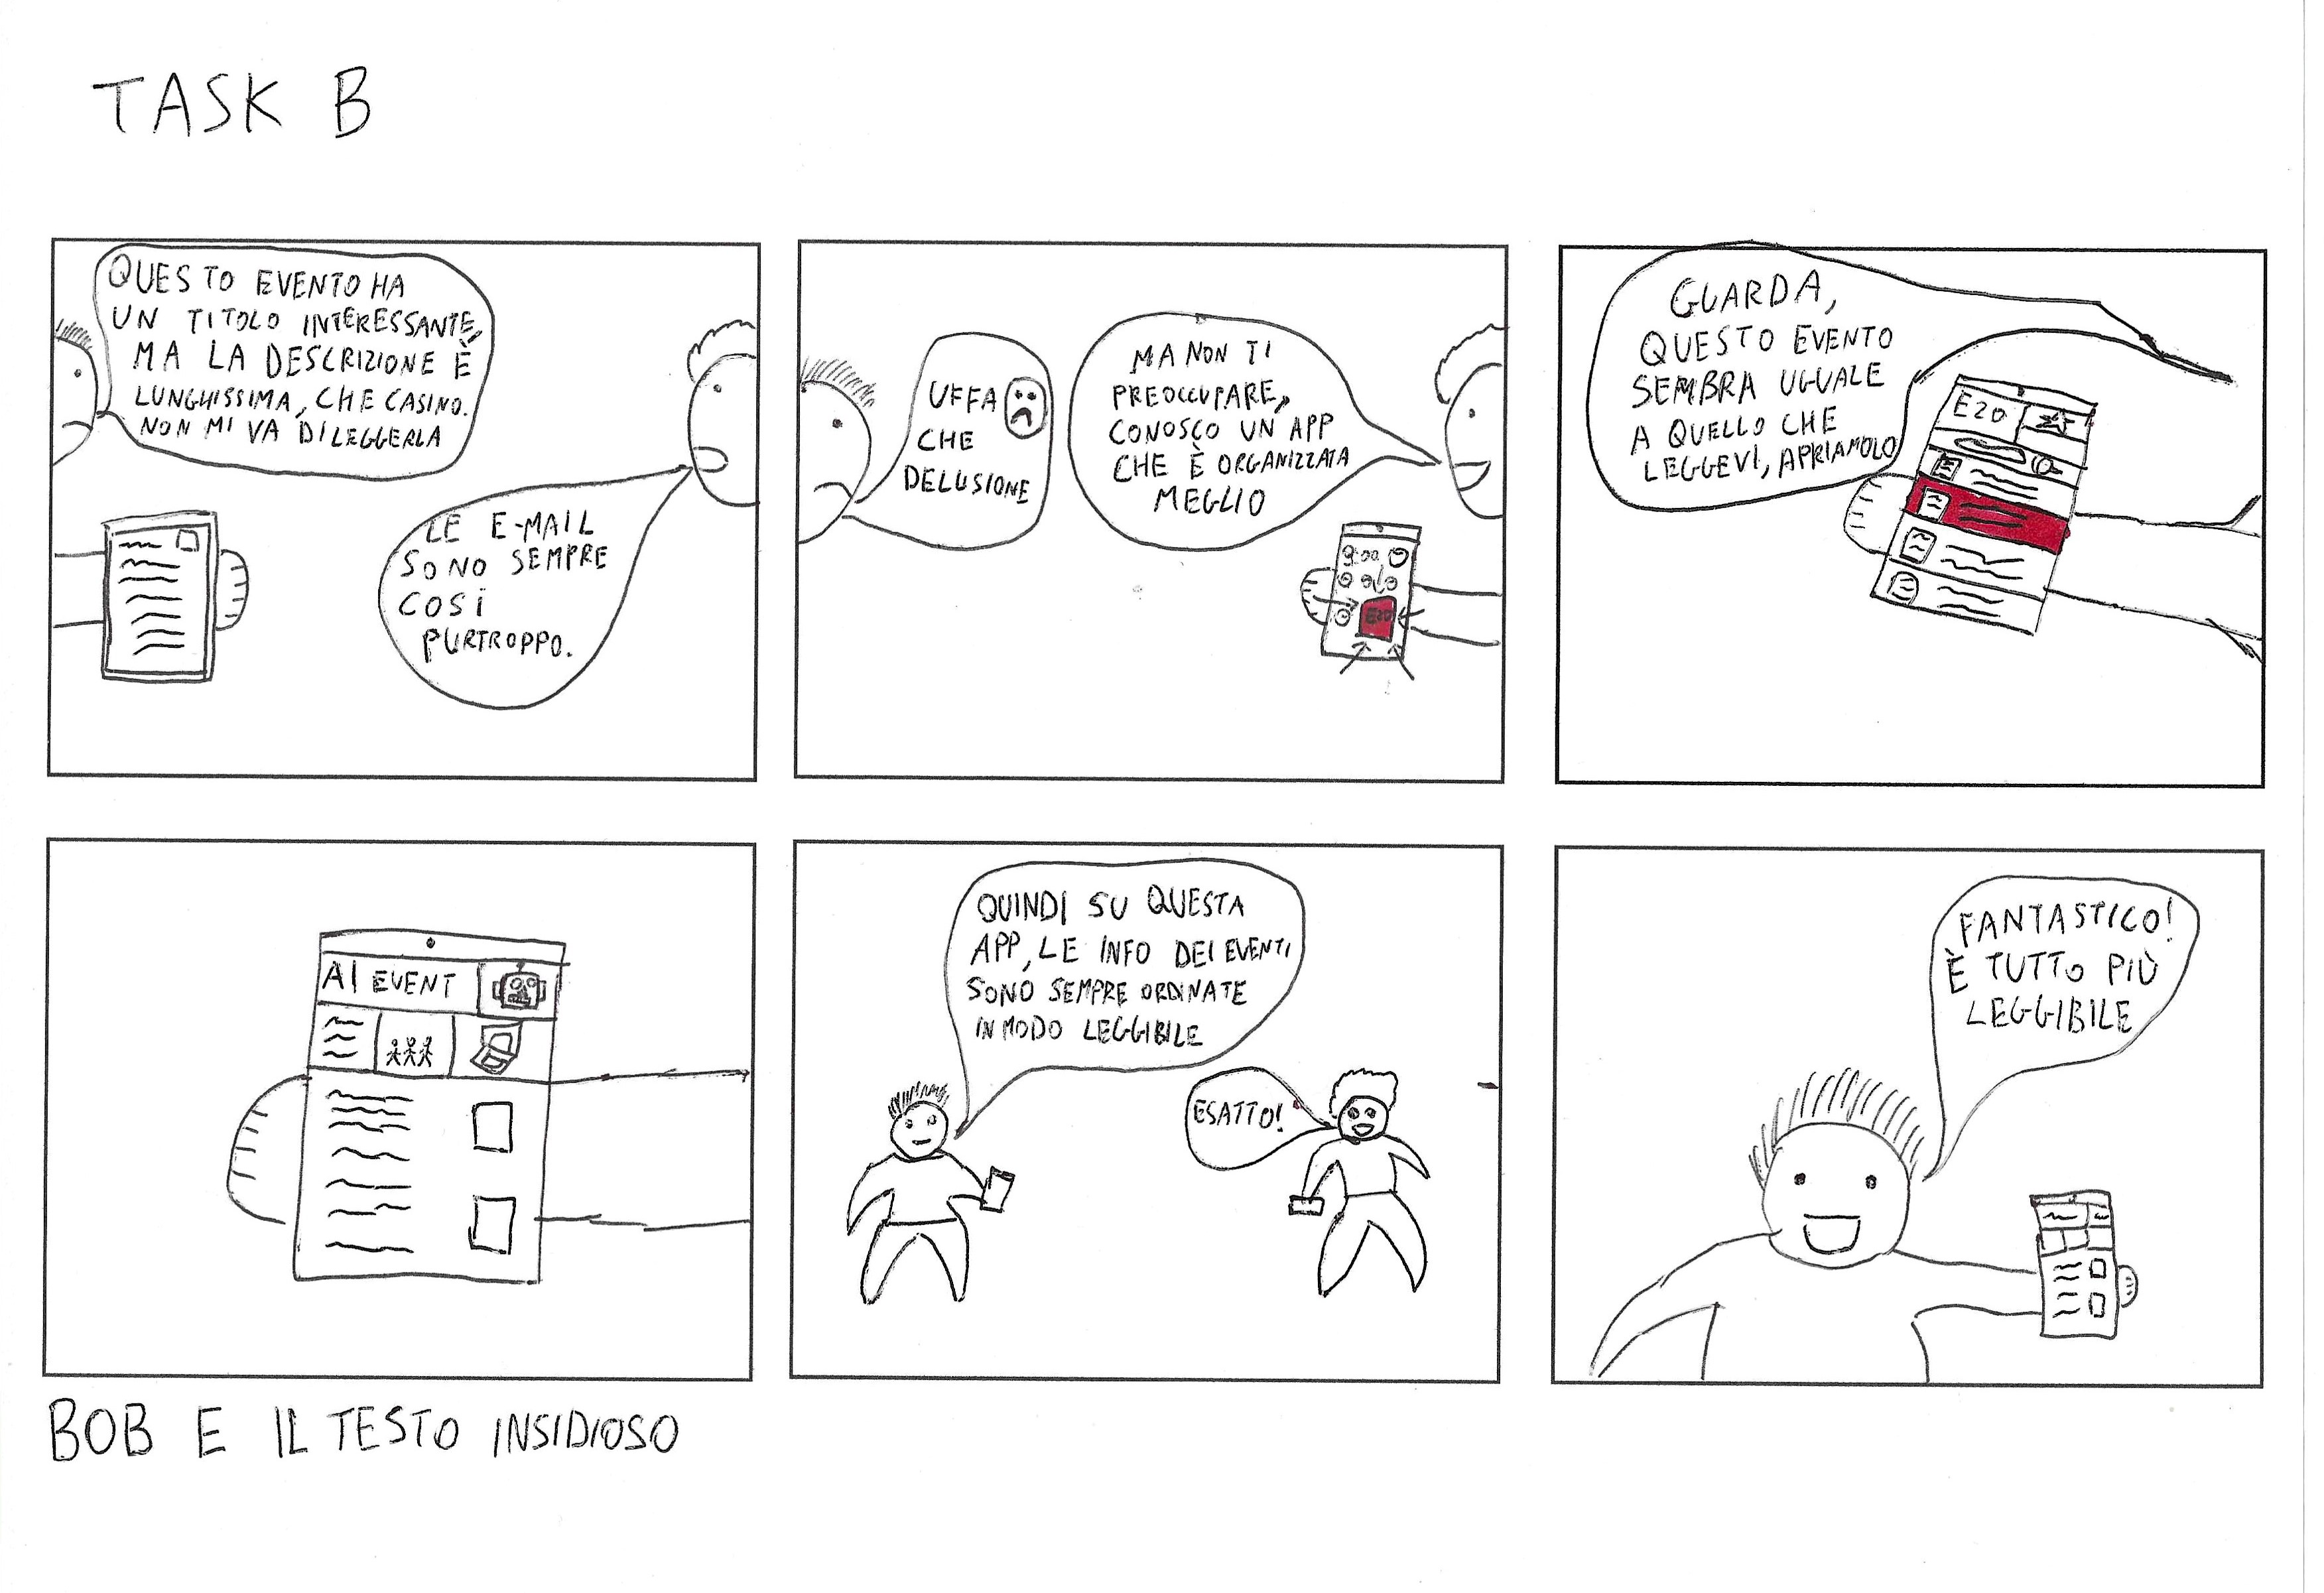 TASK B
QUESTO EVENTO HA
UN TITOLO INTERESSANTE,
MA LA DESCRIZIONE È
LUNGHISSIMA, CHE CASINO.
NON MI VA DI LEGGERLA
LE E-MAIL
SONO SEMPRE
COSÌ
PURTROPPO.
UFFA
CHE
DELUSIONE
MA NON TI
PREOCCUPARE,
CONOSCO UN APP
CHE È ORGANIZZATA
MEGLIO
9:00
E20
GUARDA,
QUESTO EVENTO
SEMBRA UGUALE
A QUELLO CHE
LEGGEVI, APRIAMOLO
E20
AI EVENT
QUINDI SU QUESTA
APP, LE INFO DEI EVENTI
SONO SEMPRE ORDINATE
IN MODO LEGGIBILE
ESATTO!
FANTASTICO!
È TUTTO PIÙ
LEGGIBILE
BOB E IL TESTO INSIDIOSO